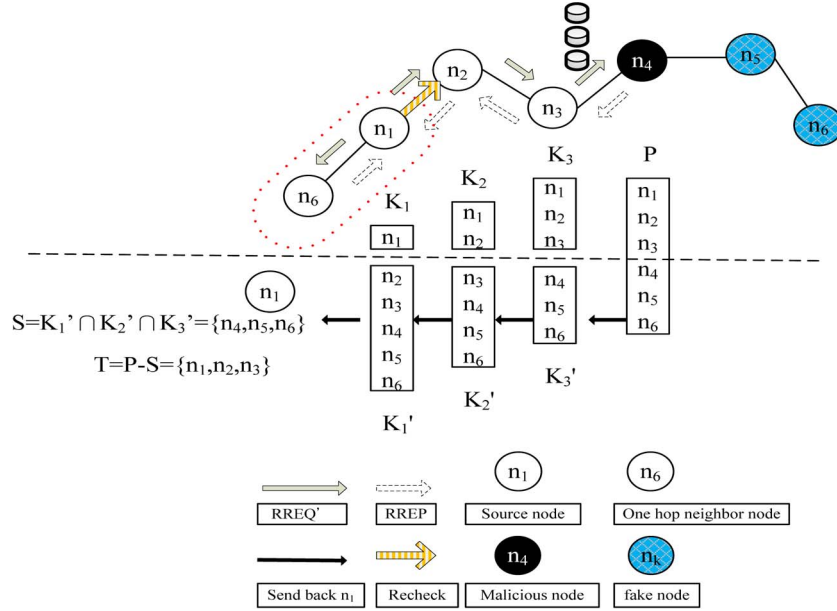 n5
n4
n2
n6
n3
n1
n6
K1
K2
K3
P
n1
n1
n2
n1
n2
n3
n1
n2
n3
n4
n5
n6
n1
S=K1’ ∩ K2’ ∩ K3’={n4,n5,n6}
T=P-S={n1,n2,n3}
n2
n3
n4
n5
n6
n3
n4
n5
n6
n4
n5
n6
K1'
K2'
K3'
n1
n6
RREQ’
RREP
Source node
One hop neighbor node
n4
nk
Send back n1
Recheck
Malicious node
fake node